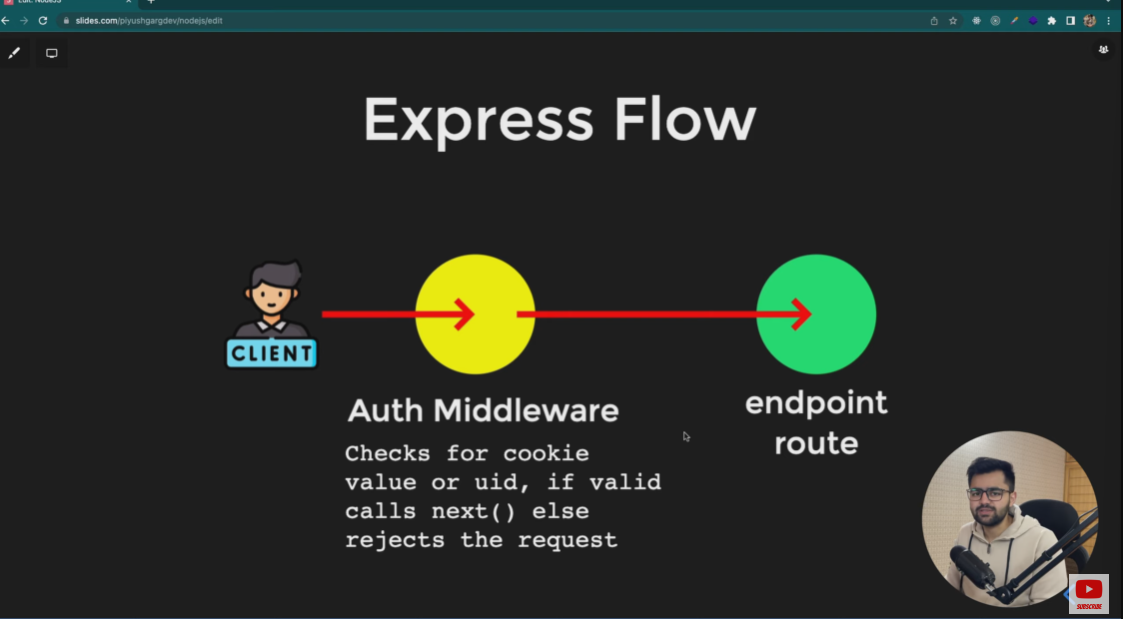 Edit: NodeJS
slides.com/piyushgargdev/nodejs/edit
Express Flow
CLIENT
Auth Middleware
Checks for cookie
value or uid, if valid
calls next() else
rejects the request
endpoint
route
SUBSCRIBE